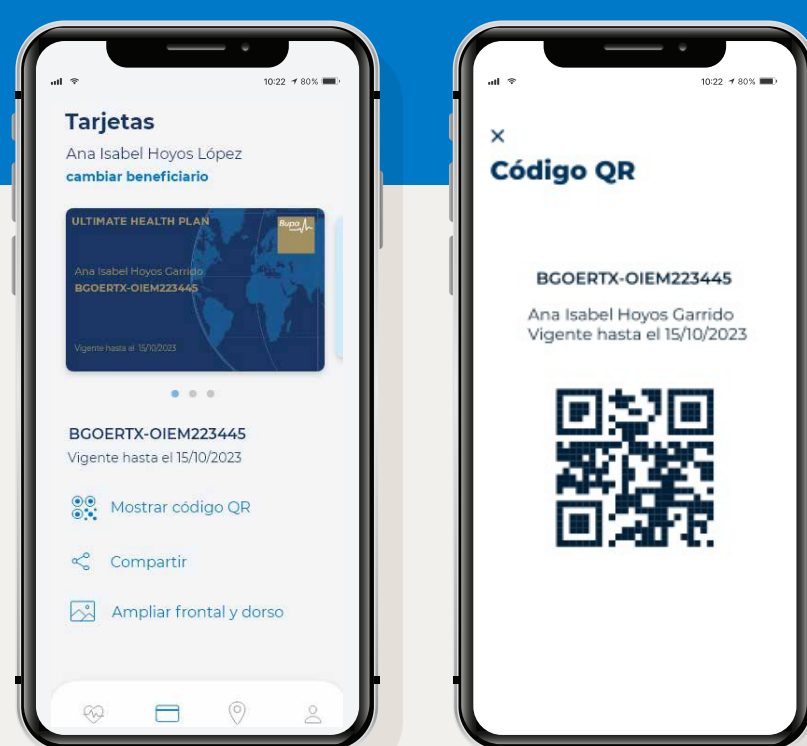 10:22 80%
Tarjetas
Ana Isabel Hoyos López
cambiar beneficiario
ULTIMATE HEALTH PLAN
Bupa
Ana Isabel Hoyos Garrido
BGOERTX-OIEM223445
Vigente hasta el 15/10/2023
BGOERTX-OIEM223445
Vigente hasta el 15/10/2023
Mostrar código QR
Compartir
Ampliar frontal y dorso
10:22 80%
Código QR
BGOERTX-OIEM223445
Ana Isabel Hoyos Garrido
Vigente hasta el 15/10/2023